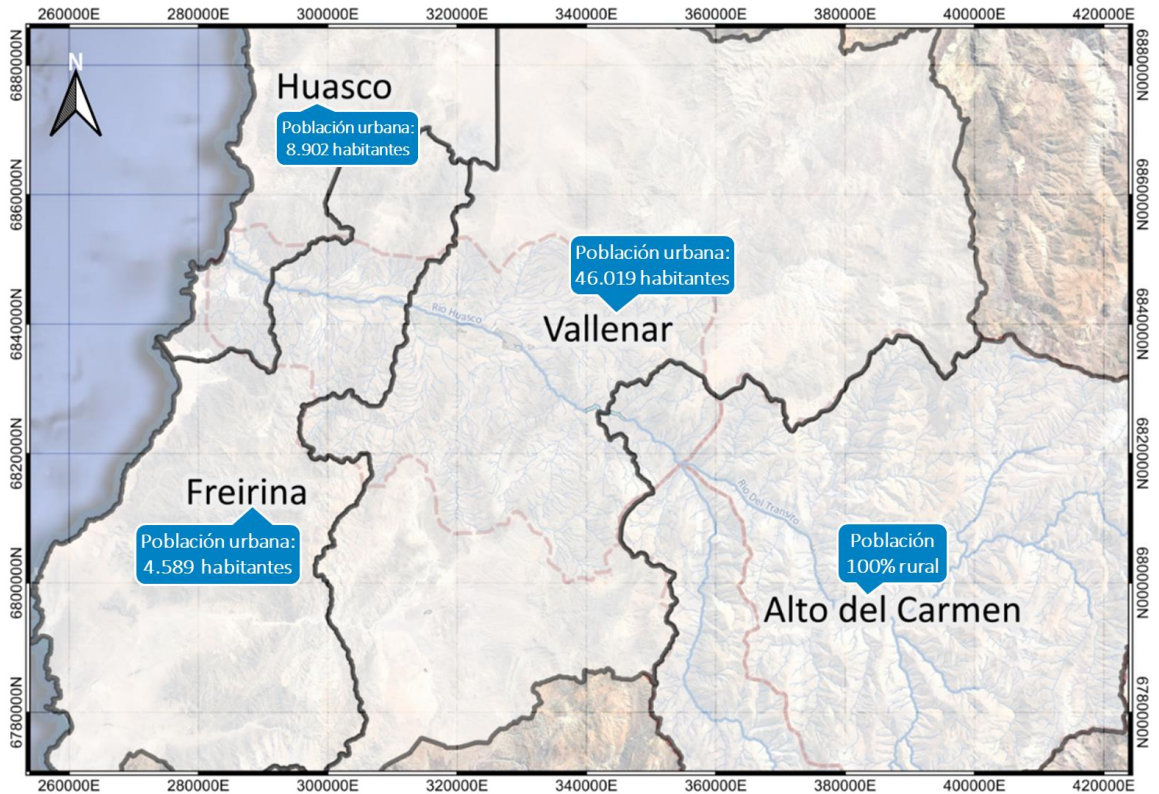 260000E 280000E 300000E 320000E 340000E 360000E 380000E 400000E 420000E
6880000N
6860000N
6840000N
6820000N
6800000N
6780000N
N
Huasco
Población urbana:
8.902 habitantes
Población urbana:
46.019 habitantes
Vallenar
Río Huasco
Freirina
Población urbana:
4.589 habitantes
Río Del Transito
Población
100% rural
Alto del Carmen
6880000N
6860000N
6840000N
6820000N
6800000N
6780000N
260000E 280000E 300000E 320000E 340000E 360000E 380000E 400000E 420000E